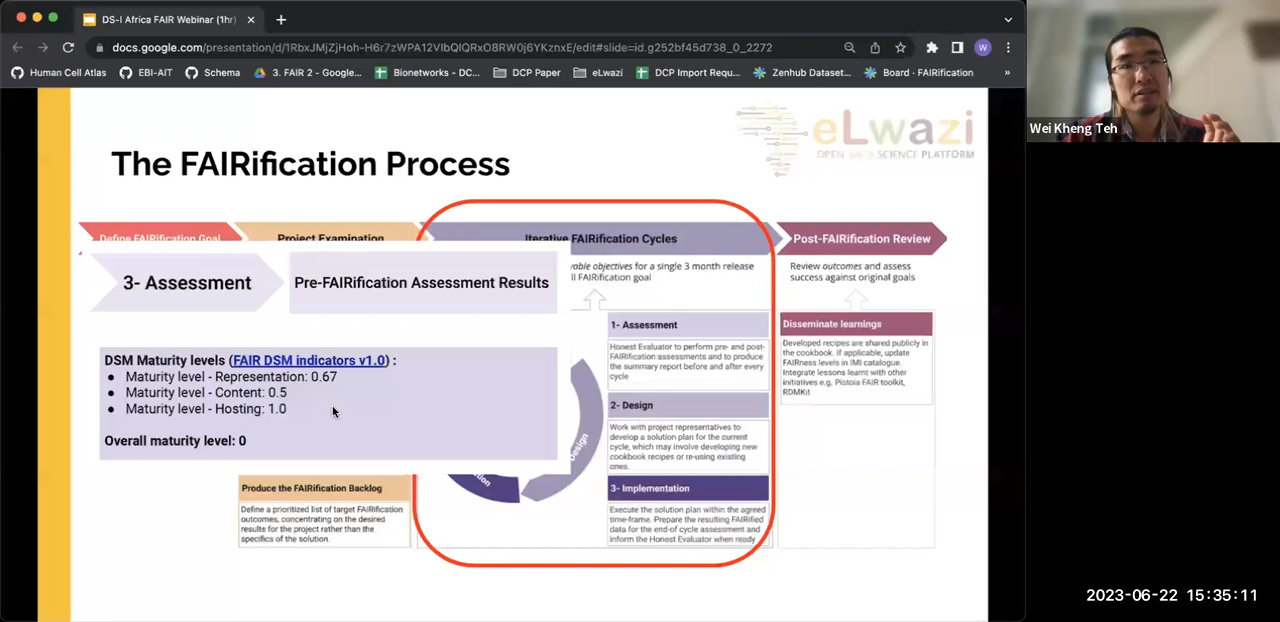 DS-I Africa FAIR Webinar (1hr)
docs.google.com/presentation/d/1RbxJMjZjHoh-H6r7zWPA12VIbQIQRxO8RW0j6YKznxE/edit#slide=id.g252bf45d738_0_2272
W
Human Cell Atlas
EBI-AIT
Schema
3. FAIR 2 - Google...
Bionetworks - DC...
DCP Paper
eLwazi
DCP Import Requ...
Zenhub Dataset...
Board · FAIRification
»
Wei Kheng Teh
eLwazi
OPEN DATA SCIENCE PLATFORM
The FAIRification Process
Define FAIRification Goal
Project Examination
Iterative FAIRification Cycles
Post-FAIRification Review
3- Assessment
Pre-FAIRification Assessment Results
DSM Maturity levels (FAIR DSM indicators v1.0) :
● Maturity level - Representation: 0.67
● Maturity level - Content: 0.5
● Maturity level - Hosting: 1.0
Overall maturity level: 0
objectives for a single 3 month release
FAIRification goal
1- Assessment
Honest Evaluator to perform pre- and post-
FAIRification assessments and to produce
the summary report before and after every
cycle
2- Design
Work with project representatives to
develop a solution plan for the current
cycle, which may involve developing new
cookbook recipes or re-using existing
ones.
3- Implementation
Execute the solution plan within the agreed
time-frame. Prepare the resulting FAIRified
data for the end-of cycle assessment and
inform the Honest Evaluator when ready.
Design
Review outcomes and assess
success against original goals
Disseminate learnings
Developed recipes are shared publicly in
the cookbook. If applicable, update
FAIRness levels in IMI catalogue.
Integrate lessons learnt with other
initiatives e.g. Pistoia FAIR toolkit,
RDMKit
Produce the FAIRification Backlog
Define a prioritized list of target FAIRification
outcomes, concentrating on the desired
results for the project rather than the
specifics of the solution.
2023-06-22 15:35:11